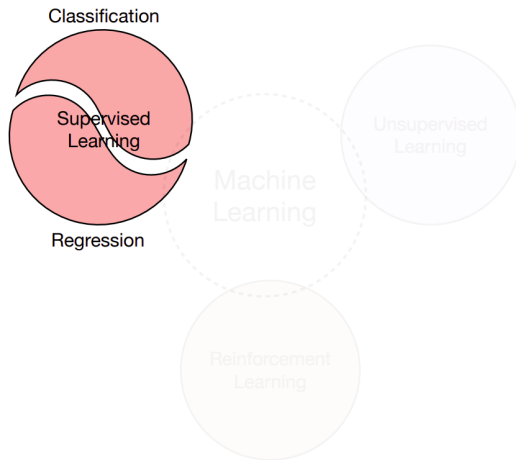 Classification
Supervised
Learning
Regression
Unsupervised
Learning
Machine
Learning
Reinforcement
Learning